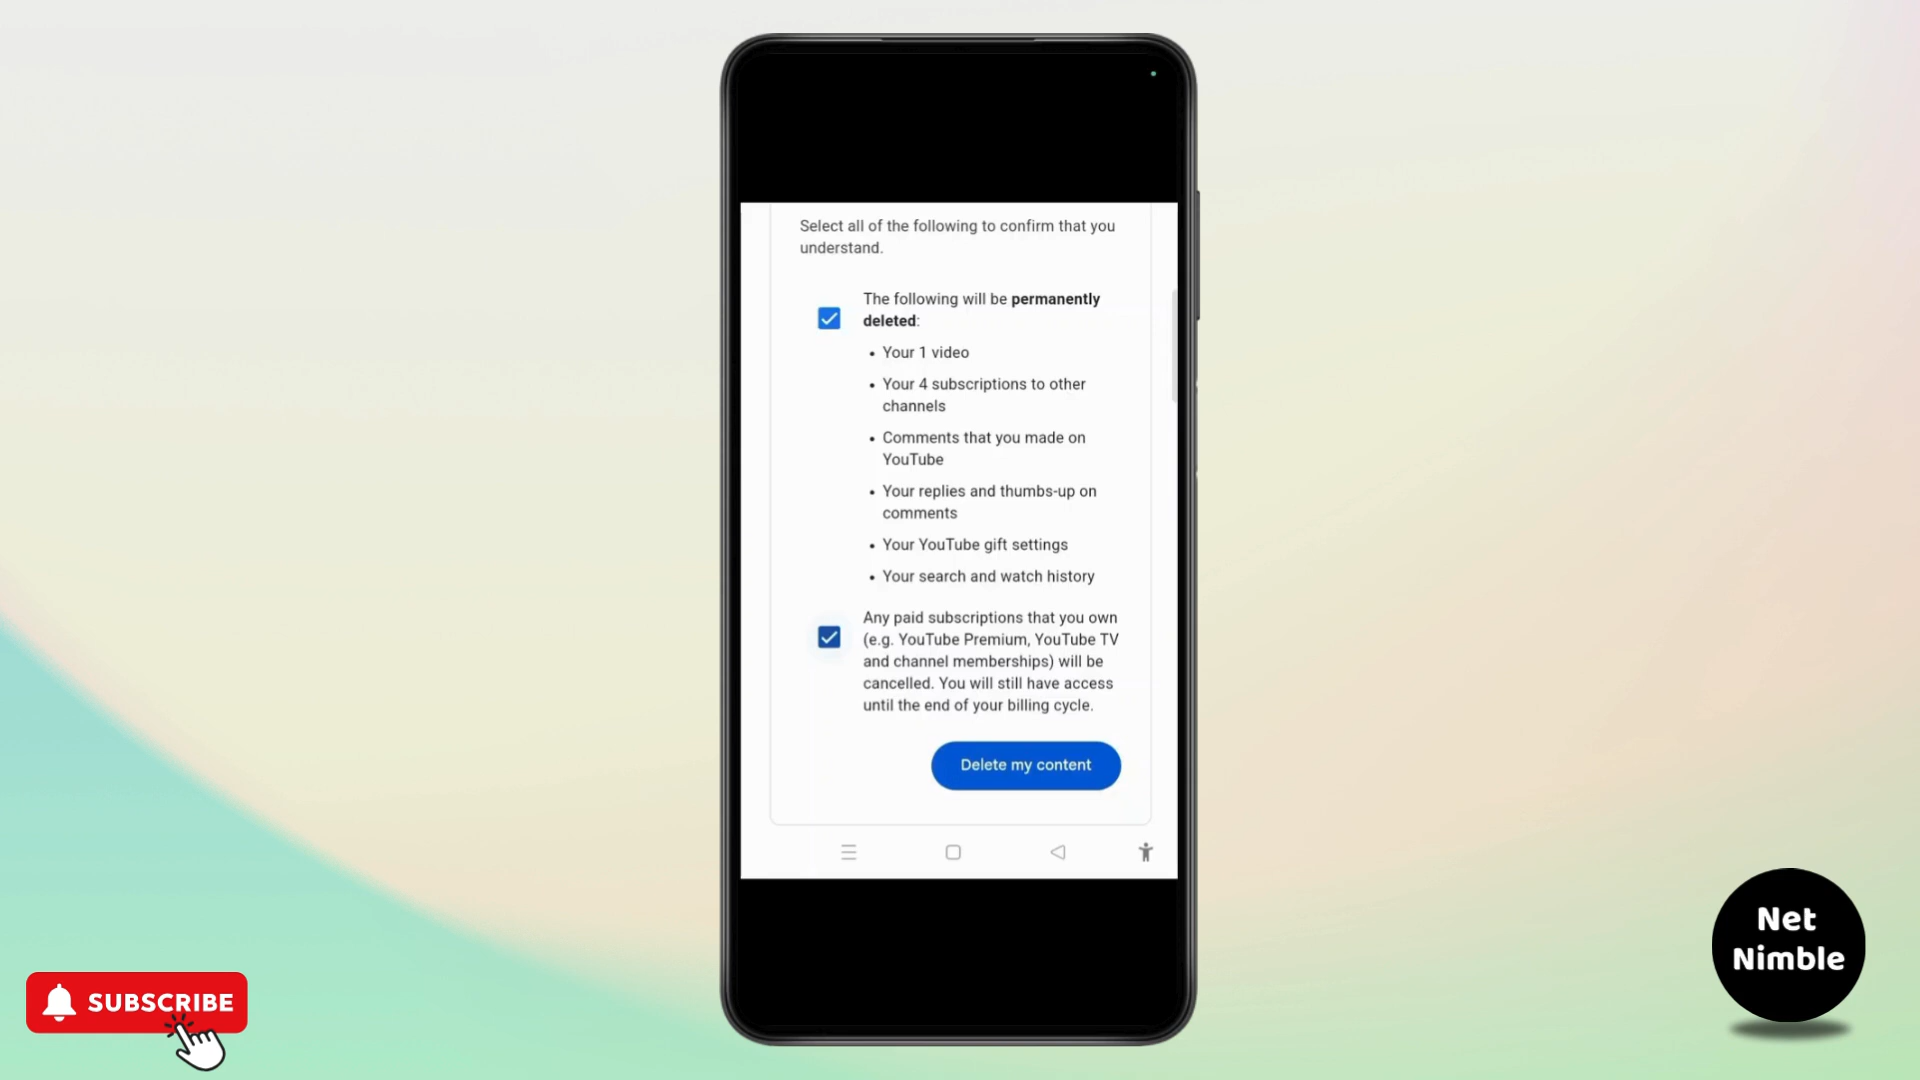 Select all of the following to confirm that you
understand.
The following will be permanently
deleted:
• Your 1 video
• Your 4 subscriptions to other
channels
• Comments that you made on
YouTube
• Your replies and thumbs-up on
comments
• Your YouTube gift settings
• Your search and watch history
Any paid subscriptions that you own
(e.g. YouTube Premium, YouTube TV
and channel memberships) will be
cancelled. You will still have access
until the end of your billing cycle.
Delete my content
SUBSCRIBE
Net
Nimble